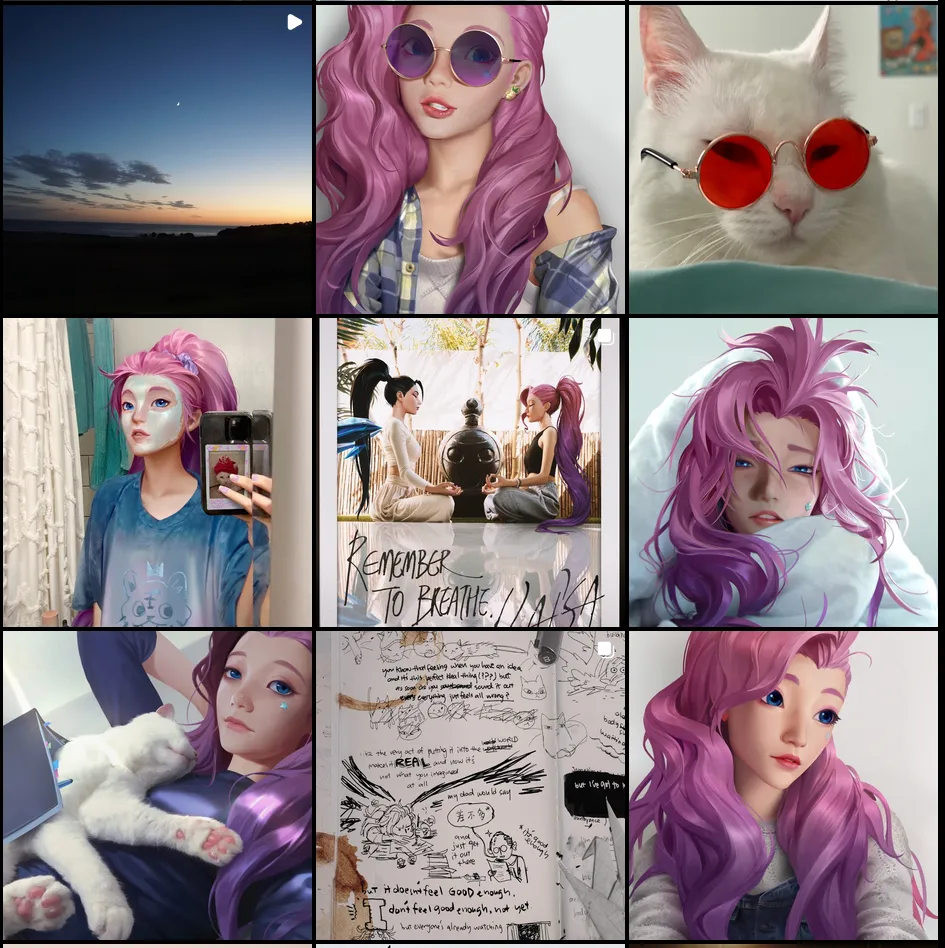 REMEMBER
TO BREATHE.
you know that feeling when you have an idea
and it's this perfect ideal thing (!??) but
as soon as you sound it out
everything just feels all wrong?
like the very act of putting it into the WORLD
makes it REAL and now it's
not what you imagined
at all
my dad would say
差不多
and
just get
it out
there
but I've got to
but it doesn't feel GOOD enough.
I don't feel good enough, not yet
but everyone's already watching